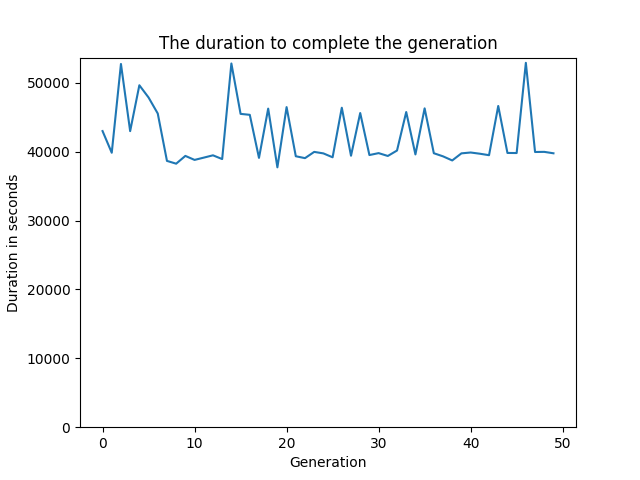 The duration to complete the generation
Duration in seconds
50000
40000
30000
20000
10000
0
0 10 20 30 40 50
Generation